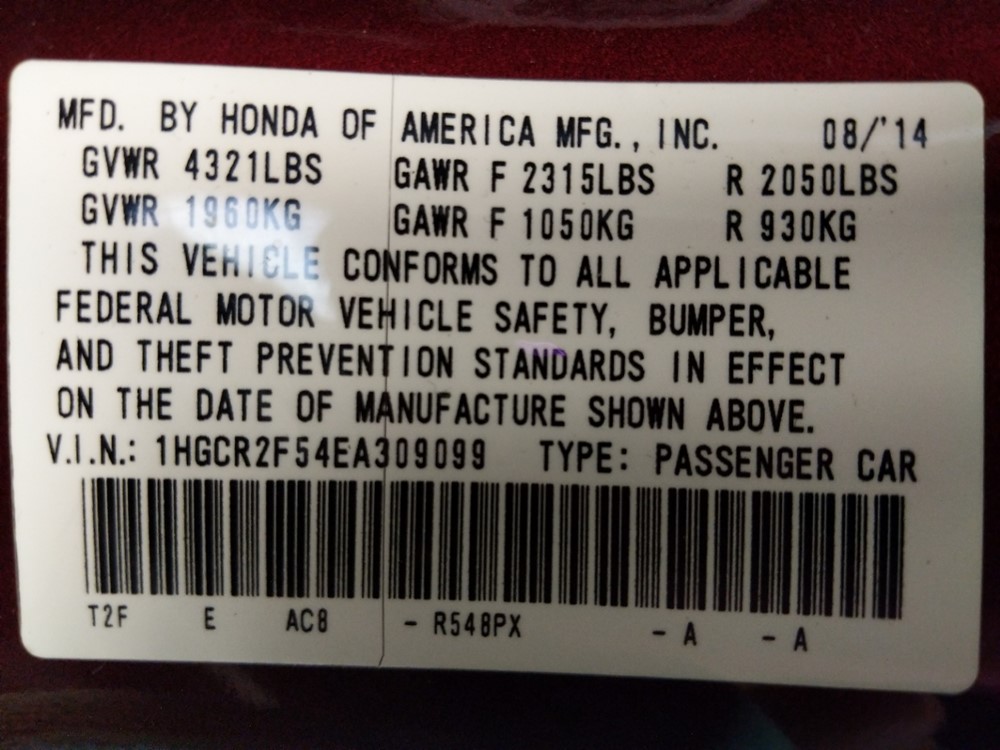 MFD. BY HONDA OF AMERICA MFG., INC. 08/'14
GVWR 4321LBS GAWR F 2315LBS R 2050LBS
GVWR 1960KG GAWR F 1050KG R 930KG
THIS VEHICLE CONFORMS TO ALL APPLICABLE
FEDERAL MOTOR VEHICLE SAFETY, BUMPER,
AND THEFT PREVENTION STANDARDS IN EFFECT
ON THE DATE OF MANUFACTURE SHOWN ABOVE.
V.I.N.: 1HGCR2F54EA309099 TYPE: PASSENGER CAR
T2F E AC8 - R548PX - A - A